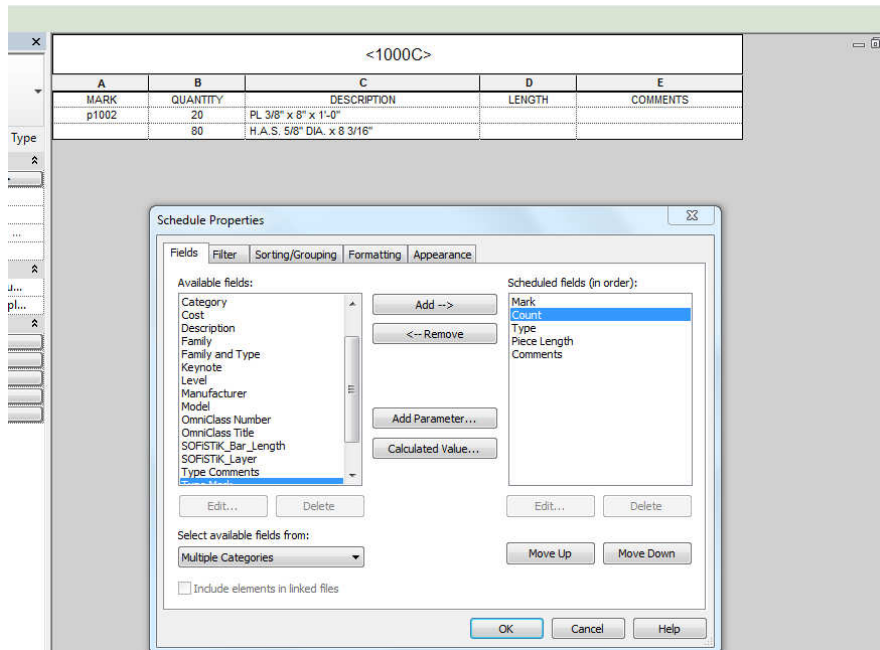 <1000C>
A B C D E
MARK QUANTITY DESCRIPTION LENGTH COMMENTS
p1002 20 PL 3/8" x 8" x 1'-0"
80 H.A.S. 5/8" DIA. x 8 3/16"
Type
...
u...
pl...
Schedule Properties
Fields Filter Sorting/Grouping Formatting Appearance
Available fields:
Category
Cost
Description
Family
Family and Type
Keynote
Level
Manufacturer
Model
OmniClass Number
OmniClass Title
SOFiSTiK_Bar_Length
SOFiSTiK_Layer
Type Comments
Type Mark
Add -->
<-- Remove
Add Parameter...
Calculated Value...
Scheduled fields (in order):
Mark
Count
Type
Piece Length
Comments
Edit... Delete
Edit... Delete
Select available fields from:
Multiple Categories
Move Up Move Down
Include elements in linked files
OK Cancel Help